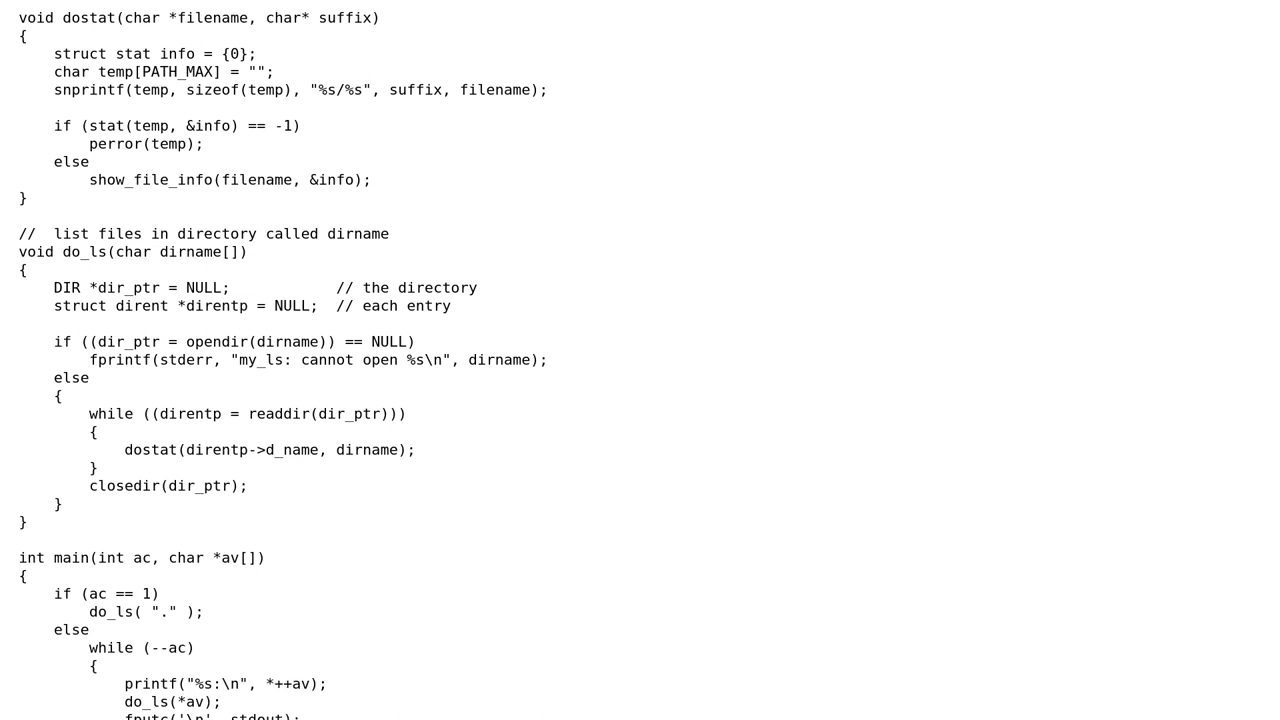 void dostat(char *filename, char* suffix)
{
    struct stat info = {0};
    char temp[PATH_MAX] = "";
    snprintf(temp, sizeof(temp), "%s/%s", suffix, filename);

    if (stat(temp, &info) == -1)
        perror(temp);
    else
        show_file_info(filename, &info);
}

//  list files in directory called dirname
void do_ls(char dirname[])
{
    DIR *dir_ptr = NULL;            // the directory
    struct dirent *direntp = NULL;  // each entry

    if ((dir_ptr = opendir(dirname)) == NULL)
        fprintf(stderr, "my_ls: cannot open %s\n", dirname);
    else
    {
        while ((direntp = readdir(dir_ptr)))
        {
            dostat(direntp->d_name, dirname);
        }
        closedir(dir_ptr);
    }
}

int main(int ac, char *av[])
{
    if (ac == 1)
        do_ls( "." );
    else
        while (--ac)
        {
            printf("%s:\n", *++av);
            do_ls(*av);
            fputc('\n', stdout);